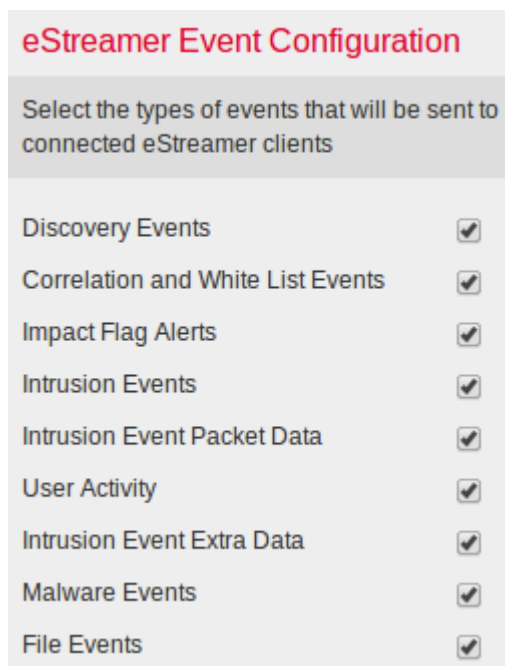 eStreamer Event Configuration
Select the types of events that will be sent to
connected eStreamer clients
Discovery Events
Correlation and White List Events
Impact Flag Alerts
Intrusion Events
Intrusion Event Packet Data
User Activity
Intrusion Event Extra Data
Malware Events
File Events